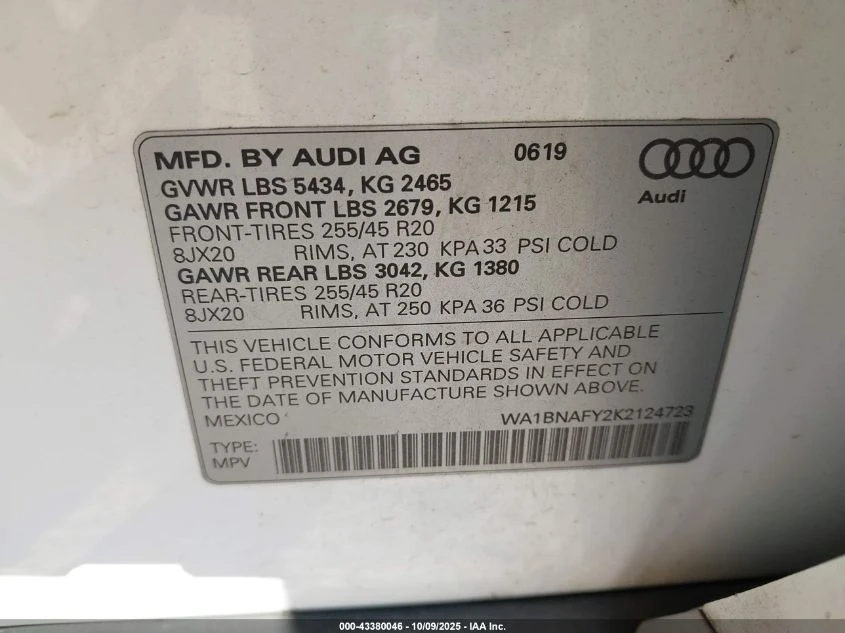 MFD. BY AUDI AG 0619
GVWR LBS 5434, KG 2465
GAWR FRONT LBS 2679, KG 1215
FRONT-TIRES 255/45 R20
8JX20 RIMS, AT 230 KPA 33 PSI COLD
GAWR REAR LBS 3042, KG 1380
REAR-TIRES 255/45 R20
8JX20 RIMS, AT 250 KPA 36 PSI COLD
Audi
THIS VEHICLE CONFORMS TO ALL APPLICABLE
U.S. FEDERAL MOTOR VEHICLE SAFETY AND
THEFT PREVENTION STANDARDS IN EFFECT ON
THE DATE OF MANUFACTURE SHOWN ABOVE.
MEXICO WA1BNAFY2K2124723
TYPE:
MPV
000-43380046 - 10/09/2025 - IAA Inc.